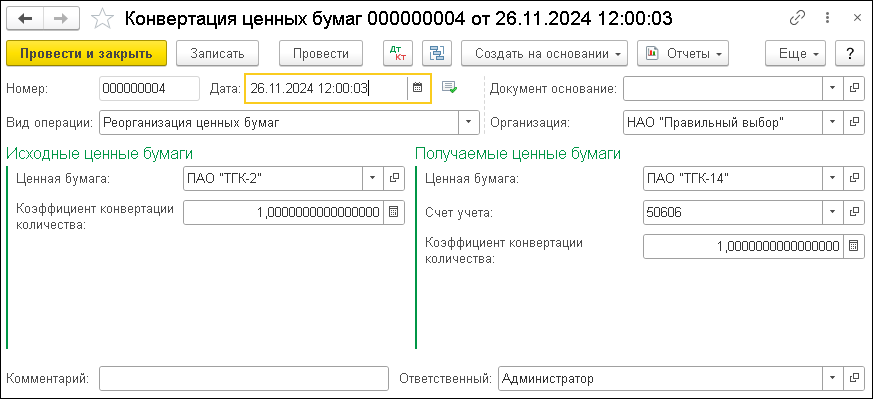 Конвертация ценных бумаг 000000004 от 26.11.2024 12:00:03
Провести и закрыть Записать Провести Дт Кт Создать на основании Отчеты Еще ?
Номер: 000000004 Дата: 26.11.2024 12:00:03 Документ основание:
Вид операции: Реорганизация ценных бумаг Организация: НАО "Правильный выбор"
Исходные ценные бумаги Получаемые ценные бумаги
Ценная бумага: ПАО "ТГК-2" Ценная бумага: ПАО "ТГК-14"
Коэффициент конвертации количества: 1,0000000000000000 Счет учета: 50606
Коэффициент конвертации количества: 1,0000000000000000
Комментарий: Ответственный: Администратор